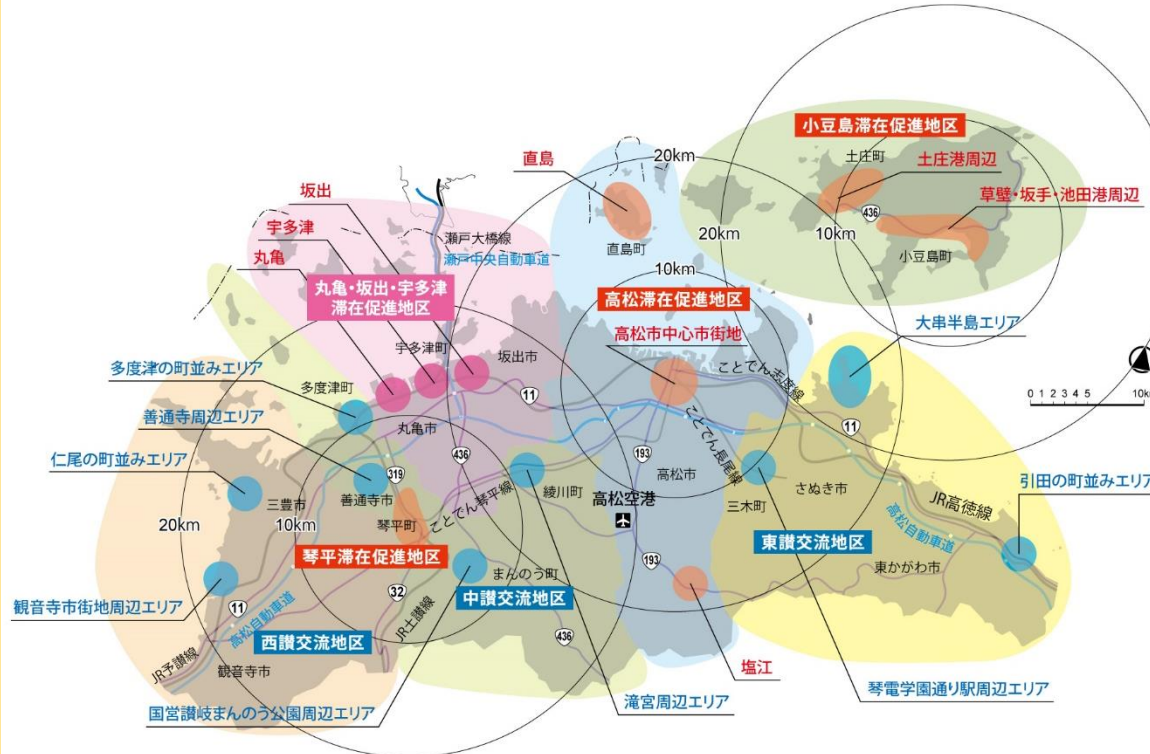 小豆島滞在促進地区
土庄町
土庄港周辺
草壁・坂手・池田港周辺
436
小豆島町
20km
10km
直島
20km
直島町
10km
高松滞在促進地区
高松市中心市街地
大串半島エリア
坂出
宇多津
丸亀
瀬戸大橋線
瀬戸中央自動車道
丸亀・坂出・宇多津
滞在促進地区
宇多津町
坂出市
多度津の町並みエリア
多度津町
善通寺周辺エリア
丸亀市
11
ことでん志度線
11
0 1 2 3 4 5 10km
仁尾の町並みエリア
三豊市
319
善通寺市
436
193
ことでん長尾線
高松市
ことでん琴平線
綾川町
高松空港
三木町
さぬき市
引田の町並みエリア
JR高徳線
高松自動車道
20km
10km
琴平町
琴平滞在促進地区
東讃交流地区
東かがわ市
まんのう町
中讃交流地区
193
32
JR土讃線
観音寺市街地周辺エリア
11
高松自動車道
西讃交流地区
JR予讃線
観音寺市
436
塩江
国営讃岐まんのう公園周辺エリア
滝宮周辺エリア
琴電学園通り駅周辺エリア